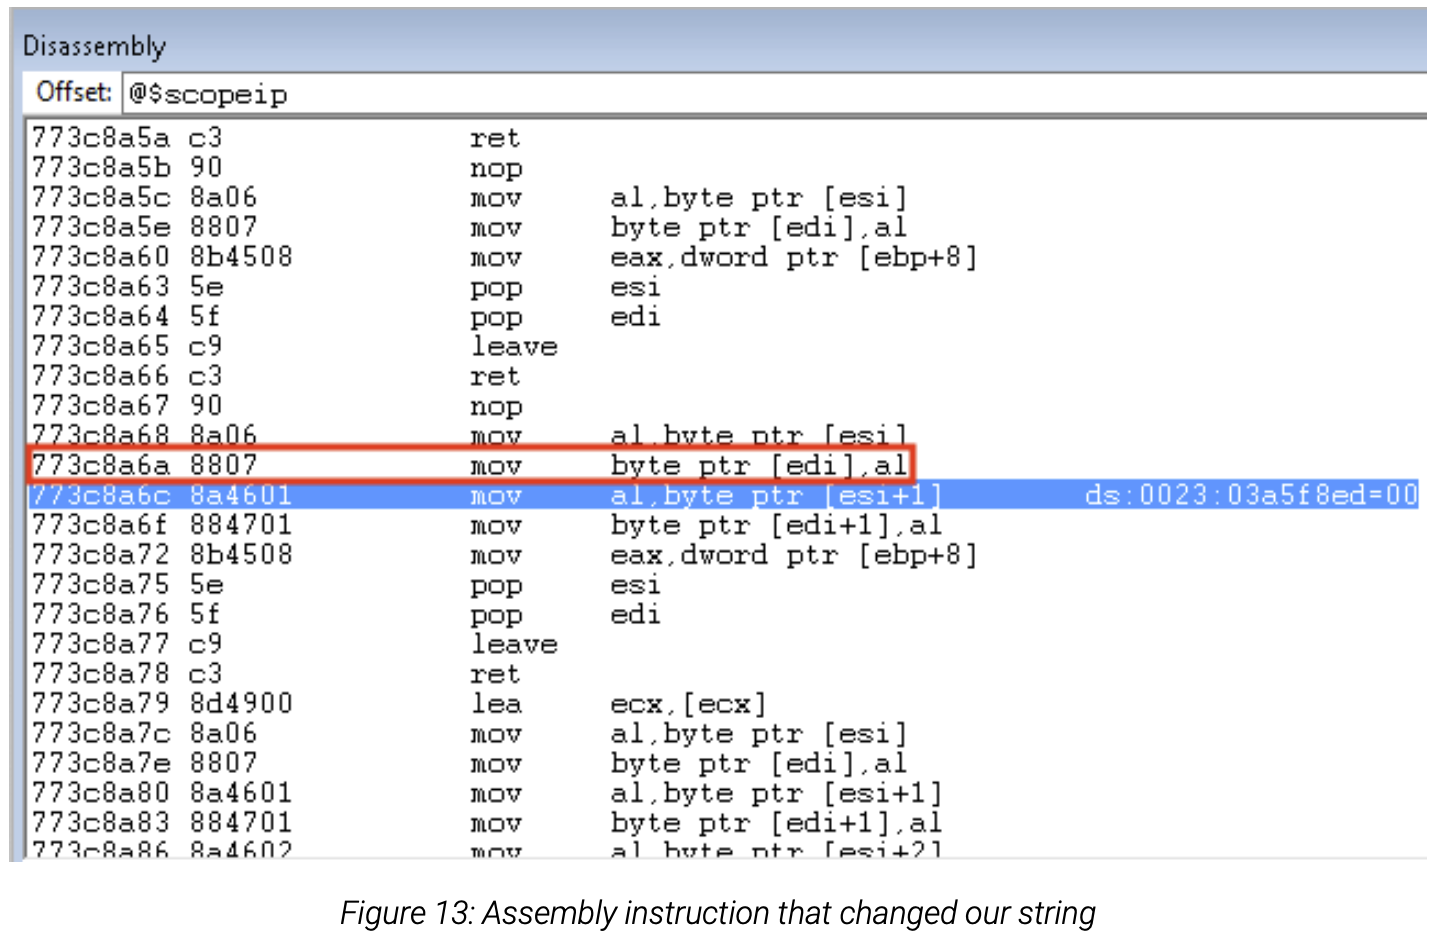 Disassembly
Offset: @$scopeip
773c8a5a c3 ret
773c8a5b 90 nop
773c8a5c 8a06 mov al,byte ptr [esi]
773c8a5e 8807 mov byte ptr [edi],al
773c8a60 8b4508 mov eax,dword ptr [ebp+8]
773c8a63 5e pop esi
773c8a64 5f pop edi
773c8a65 c9 leave
773c8a66 c3 ret
773c8a67 90 nop
773c8a68 8a06 mov al,byte ptr [esi]
773c8a6a 8807 mov byte ptr [edi],al
773c8a6c 8a4601 mov al,byte ptr [esi+1] ds:0023:03a5f8ed=00
773c8a6f 884701 mov byte ptr [edi+1],al
773c8a72 8b4508 mov eax,dword ptr [ebp+8]
773c8a75 5e pop esi
773c8a76 5f pop edi
773c8a77 c9 leave
773c8a78 c3 ret
773c8a79 8d4900 lea ecx,[ecx]
773c8a7c 8a06 mov al,byte ptr [esi]
773c8a7e 8807 mov byte ptr [edi],al
773c8a80 8a4601 mov al,byte ptr [esi+1]
773c8a83 884701 mov byte ptr [edi+1],al
773c8a86 8a4602 mov al,byte ptr [esi+2]
Figure 13: Assembly instruction that changed our string